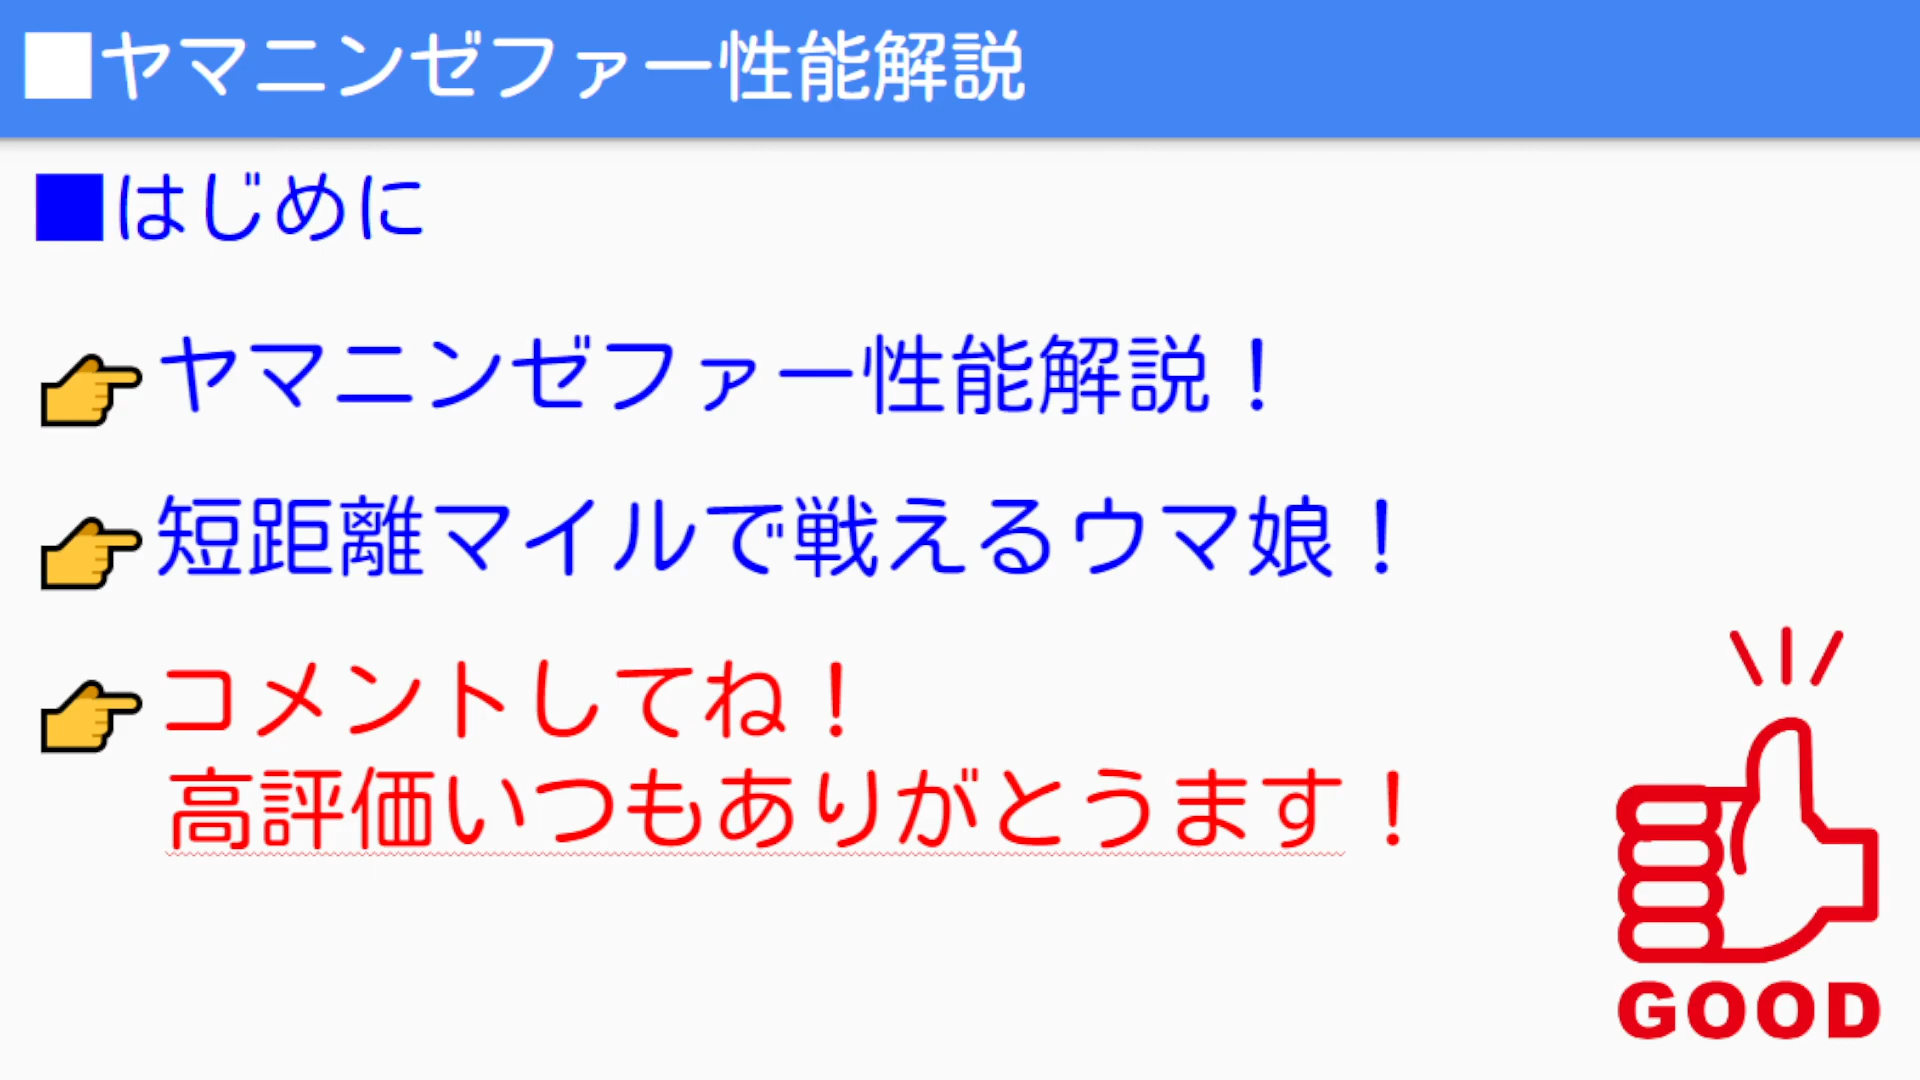 ■ヤマニンゼファー性能解説
■はじめに
👉ヤマニンゼファー性能解説！
👉短距離マイルで戦えるウマ娘！
👉コメントしてね！
高評価いつもありがとうます！
GOOD